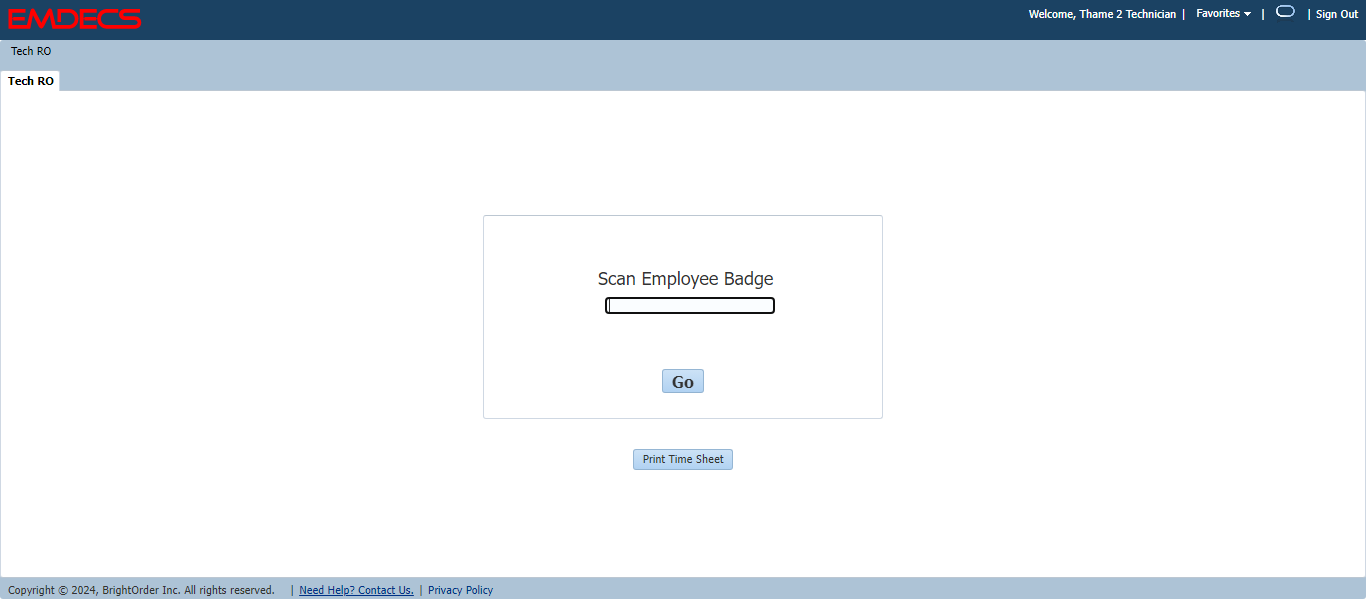 EMDECS
Welcome, Thame 2 Technician | Favorites | | Sign Out
Tech RO
Tech RO
Scan Employee Badge
Go
Print Time Sheet
Copyright © 2024, BrightOrder Inc. All rights reserved. | Need Help? Contact Us. | Privacy Policy